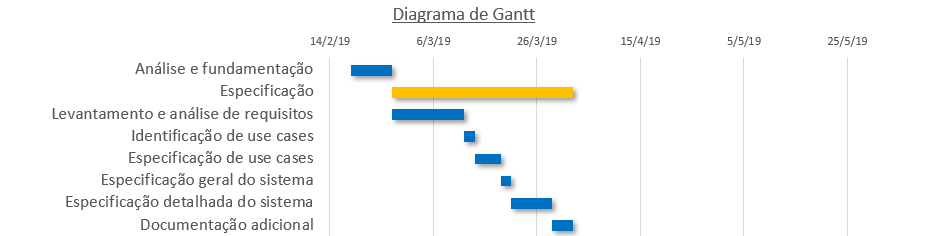 Diagrama de Gantt
14/2/19 6/3/19 26/3/19 15/4/19 5/5/19 25/5/19
Análise e fundamentação
Especificação
Levantamento e análise de requisitos
Identificação de use cases
Especificação de use cases
Especificação geral do sistema
Especificação detalhada do sistema
Documentação adicional